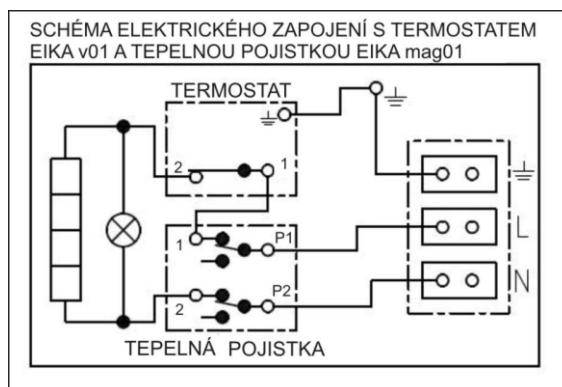 SCHÉMA ELEKTRICKÉHO ZAPOJENÍ S TERMOSTATEM
EIKA v01 A TEPELNOU POJISTKOU EIKA mag01
TERMOSTAT
2
1
1
P1
L
2
P2
N
TEPELNÁ POJISTKA